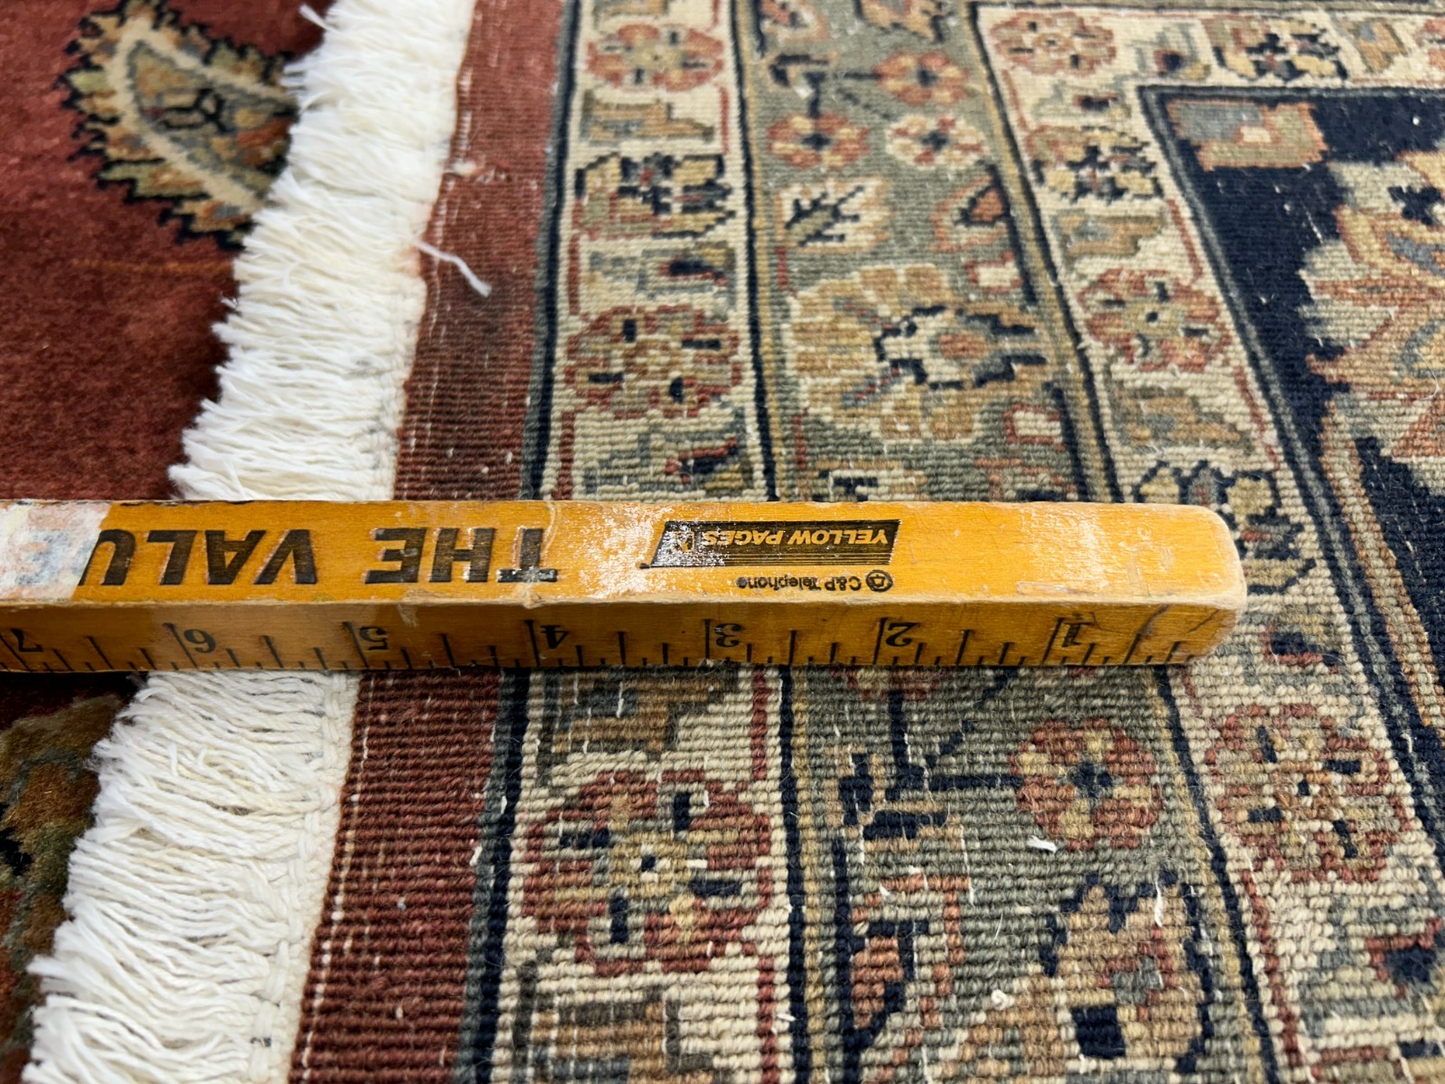 THE VALU
YELLOW PAGES
C&P Telephone
1 2 3 4 5 6 7